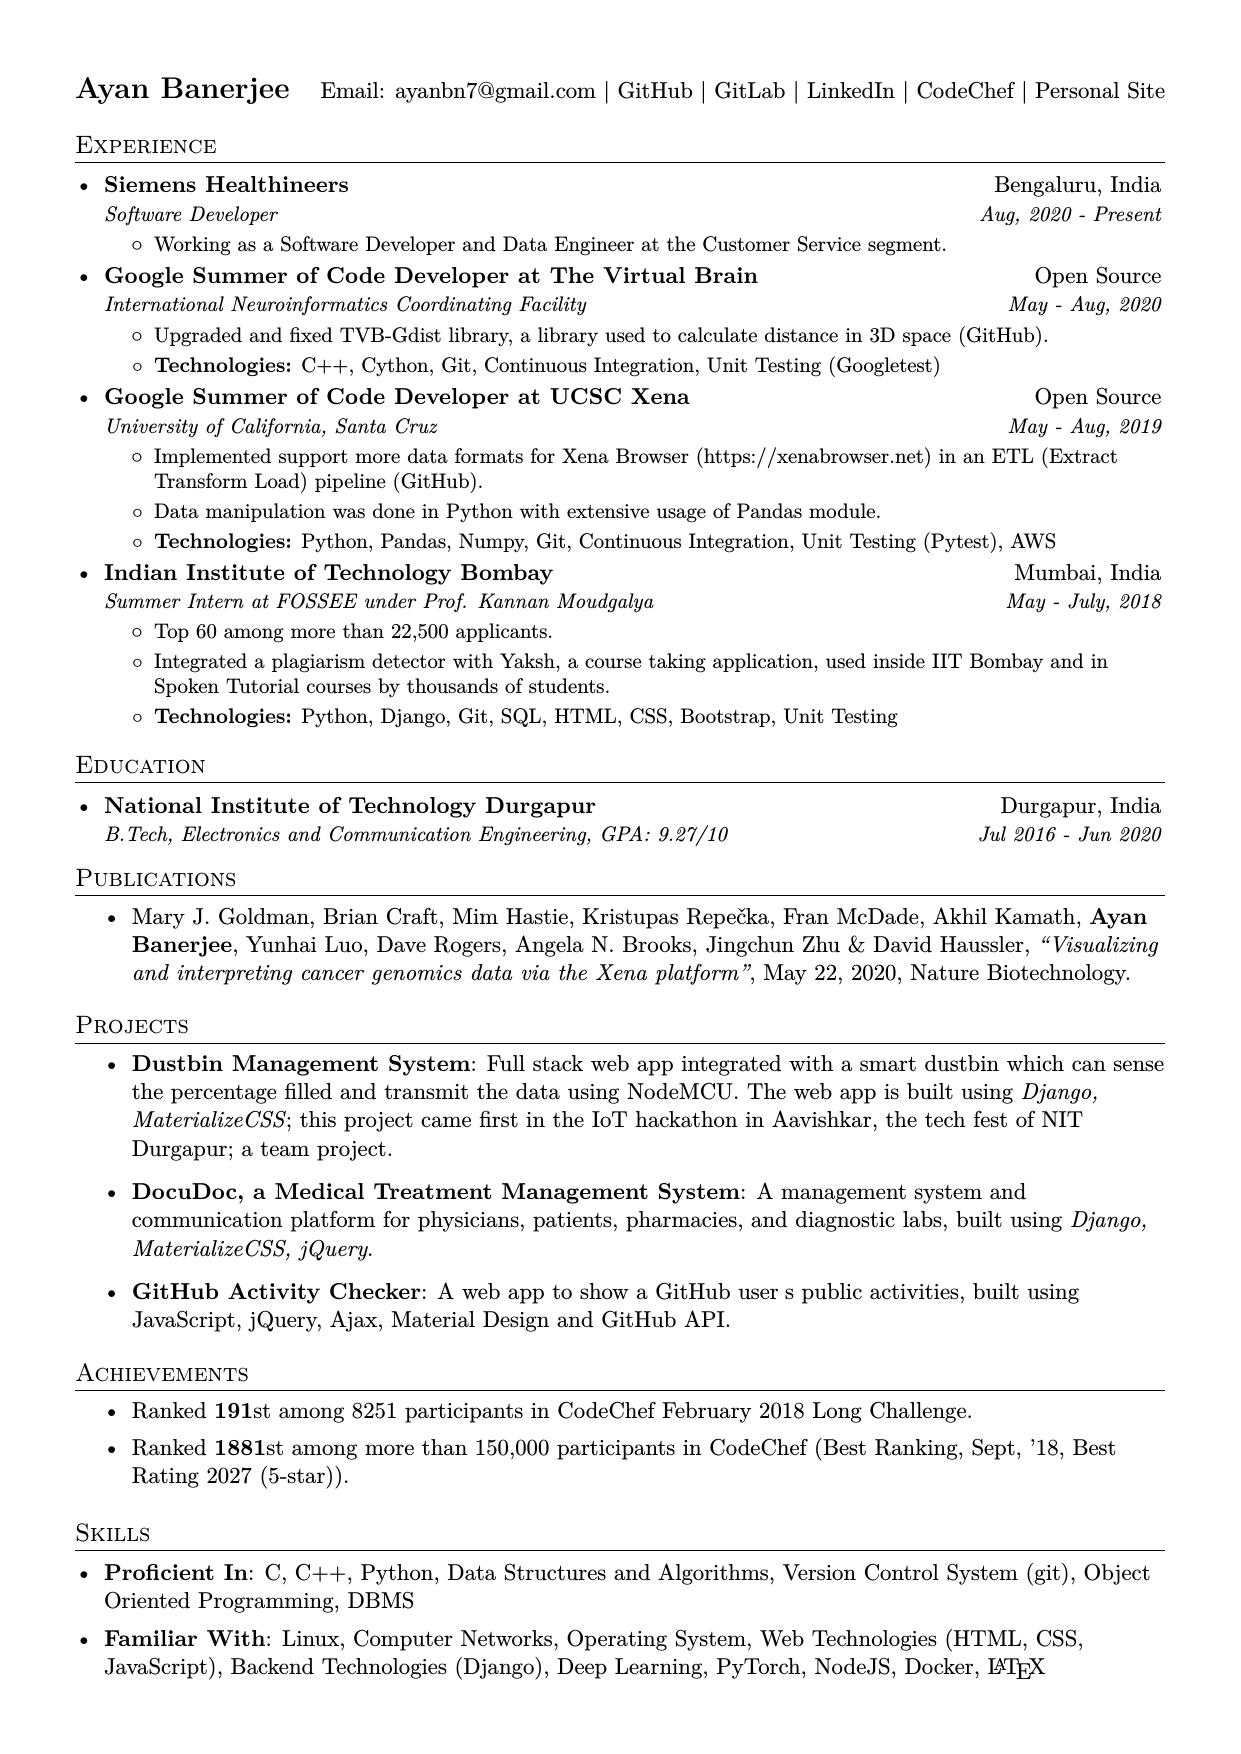 Ayan Banerjee Email: ayanbn7@gmail.com | GitHub | GitLab | LinkedIn | CodeChef | Personal Site
Experience
• Siemens Healthineers Bengaluru, India
Software Developer Aug, 2020 - Present
○ Working as a Software Developer and Data Engineer at the Customer Service segment.
• Google Summer of Code Developer at The Virtual Brain Open Source
International Neuroinformatics Coordinating Facility May - Aug, 2020
○ Upgraded and fixed TVB-Gdist library, a library used to calculate distance in 3D space (GitHub).
○ Technologies: C++, Cython, Git, Continuous Integration, Unit Testing (Googletest)
• Google Summer of Code Developer at UCSC Xena Open Source
University of California, Santa Cruz May - Aug, 2019
○ Implemented support more data formats for Xena Browser (https://xenabrowser.net) in an ETL (Extract
Transform Load) pipeline (GitHub).
○ Data manipulation was done in Python with extensive usage of Pandas module.
○ Technologies: Python, Pandas, Numpy, Git, Continuous Integration, Unit Testing (Pytest), AWS
• Indian Institute of Technology Bombay Mumbai, India
Summer Intern at FOSSEE under Prof. Kannan Moudgalya May - July, 2018
○ Top 60 among more than 22,500 applicants.
○ Integrated a plagiarism detector with Yaksh, a course taking application, used inside IIT Bombay and in
Spoken Tutorial courses by thousands of students.
○ Technologies: Python, Django, Git, SQL, HTML, CSS, Bootstrap, Unit Testing
Education
• National Institute of Technology Durgapur Durgapur, India
B.Tech, Electronics and Communication Engineering, GPA: 9.27/10 Jul 2016 - Jun 2020
Publications
• Mary J. Goldman, Brian Craft, Mim Hastie, Kristupas Repečka, Fran McDade, Akhil Kamath, Ayan
Banerjee, Yunhai Luo, Dave Rogers, Angela N. Brooks, Jingchun Zhu & David Haussler, “Visualizing
and interpreting cancer genomics data via the Xena platform”, May 22, 2020, Nature Biotechnology.
Projects
• Dustbin Management System: Full stack web app integrated with a smart dustbin which can sense
the percentage filled and transmit the data using NodeMCU. The web app is built using Django,
MaterializeCSS; this project came first in the IoT hackathon in Aavishkar, the tech fest of NIT
Durgapur; a team project.
• DocuDoc, a Medical Treatment Management System: A management system and
communication platform for physicians, patients, pharmacies, and diagnostic labs, built using Django,
MaterializeCSS, jQuery.
• GitHub Activity Checker: A web app to show a GitHub user s public activities, built using
JavaScript, jQuery, Ajax, Material Design and GitHub API.
Achievements
• Ranked 191st among 8251 participants in CodeChef February 2018 Long Challenge.
• Ranked 1881st among more than 150,000 participants in CodeChef (Best Ranking, Sept, ’18, Best
Rating 2027 (5-star)).
Skills
• Proficient In: C, C++, Python, Data Structures and Algorithms, Version Control System (git), Object
Oriented Programming, DBMS
• Familiar With: Linux, Computer Networks, Operating System, Web Technologies (HTML, CSS,
JavaScript), Backend Technologies (Django), Deep Learning, PyTorch, NodeJS, Docker, LATEX